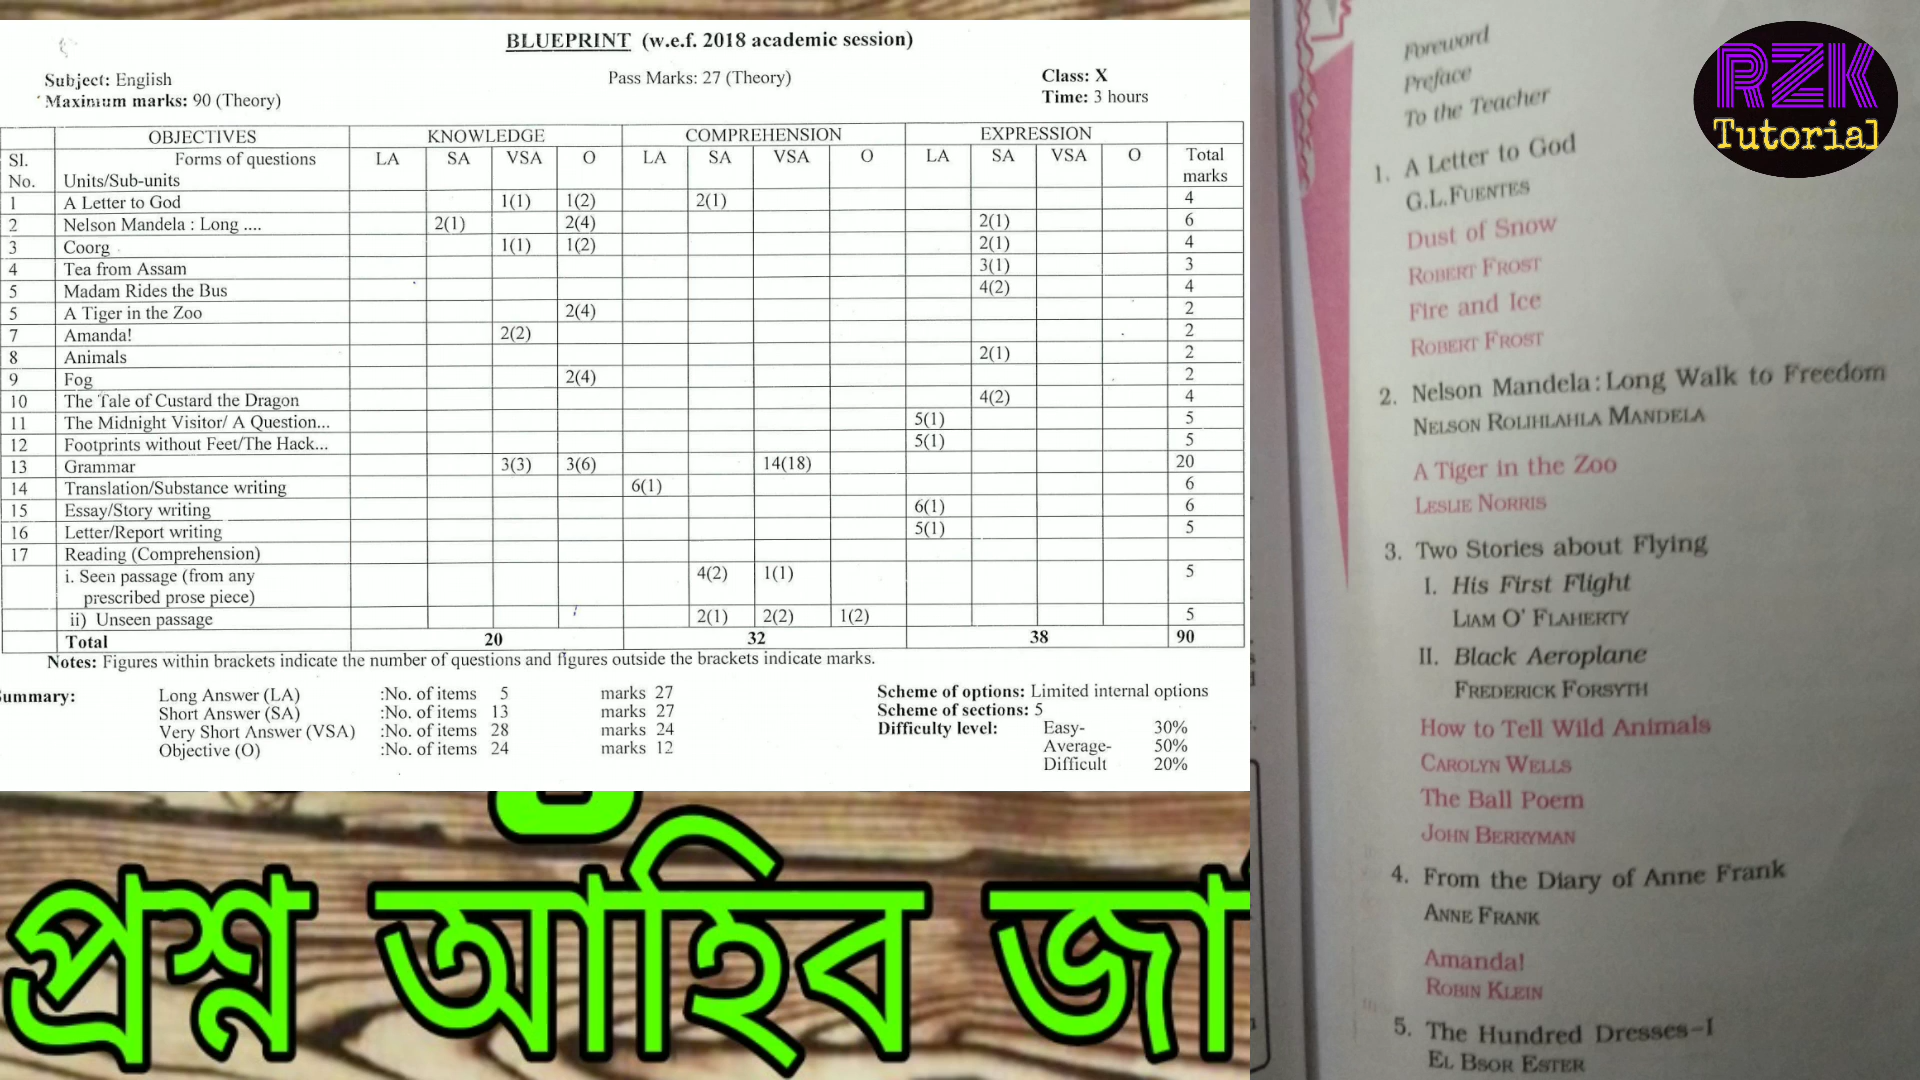 BLUEPRINT (w.e.f. 2018 academic session)
Subject: English Pass Marks: 27 (Theory) Class: X
Maximum marks: 90 (Theory) Time: 3 hours
OBJECTIVES KNOWLEDGE COMPREHENSION EXPRESSION
Sl. Forms of questions LA SA VSA O LA SA VSA O LA SA VSA O Total
No. Units/Sub-units marks
1 A Letter to God 1(1) 1(2) 2(1) 4
2 Nelson Mandela : Long .... 2(1) 2(4) 2(1) 6
3 Coorg 1(1) 1(2) 2(1) 4
4 Tea from Assam 3(1) 3
5 Madam Rides the Bus 4(2) 4
5 A Tiger in the Zoo 2(4) 2
7 Amanda! 2(2) 2
8 Animals 2(1) 2
9 Fog 2(4) 2
10 The Tale of Custard the Dragon 4(2) 4
11 The Midnight Visitor/ A Question... 5(1) 5
12 Footprints without Feet/The Hack... 5(1) 5
13 Grammar 3(3) 3(6) 14(18) 20
14 Translation/Substance writing 6(1) 6
15 Essay/Story writing 6(1) 6
16 Letter/Report writing 5(1) 5
17 Reading (Comprehension)
i. Seen passage (from any 4(2) 1(1) 5
prescribed prose piece)
ii) Unseen passage 2(1) 2(2) 1(2) 5
Total 20 32 38 90
Notes: Figures within brackets indicate the number of questions and figures outside the brackets indicate marks.
ummary: Long Answer (LA) :No. of items 5 marks 27 Scheme of options: Limited internal options
Short Answer (SA) :No. of items 13 marks 27 Scheme of sections: 5
Very Short Answer (VSA) :No. of items 28 marks 24 Difficulty level: Easy- 30%
Objective (O) :No. of items 24 marks 12 Average- 50%
Difficult 20%
প্ৰশ্ন আঁহিব জা
Foreword
Preface
To the Teacher
1. A Letter to God
G.L.FUENTES
Dust of Snow
ROBERT FROST
Fire and Ice
ROBERT FROST
2. Nelson Mandela: Long Walk to Freedom
NELSON ROLIHLAHLA MANDELA
A Tiger in the Zoo
LESLIE NORRIS
3. Two Stories about Flying
I. His First Flight
LIAM O' FLAHERTY
II. Black Aeroplane
FREDERICK FORSYTH
How to Tell Wild Animals
CAROLYN WELLS
The Ball Poem
JOHN BERRYMAN
4. From the Diary of Anne Frank
ANNE FRANK
Amanda!
ROBIN KLEIN
5. The Hundred Dresses–I
EL BSOR ESTER
RZK
Tutorial